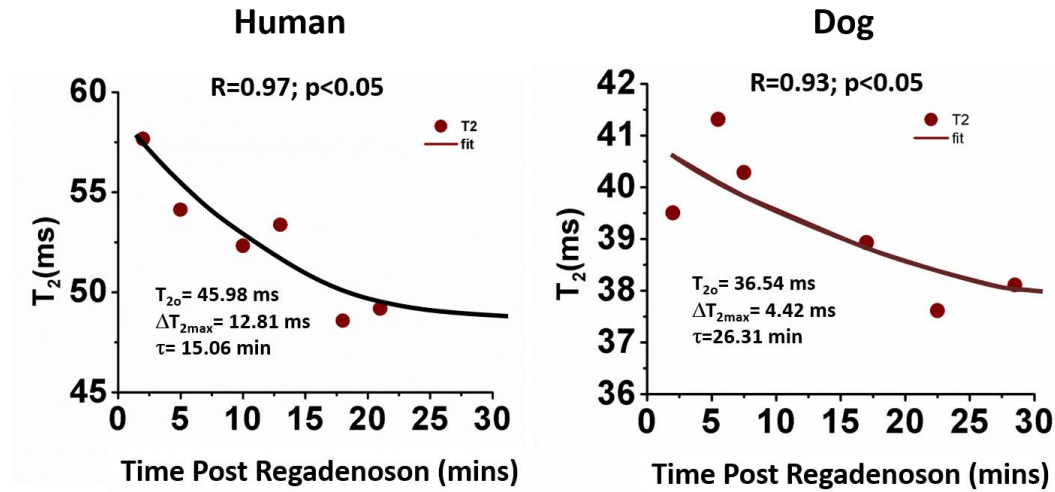 Human
R=0.97; p<0.05
T2
fit
60
55
50
45
T₂(ms)
T₂ₒ= 45.98 ms
ΔT₂ₘₐₓ= 12.81 ms
τ= 15.06 min
0 5 10 15 20 25 30
Time Post Regadenoson (mins)
Dog
R=0.93; p<0.05
T2
fit
42
41
40
39
38
37
36
T₂(ms)
T₂ₒ= 36.54 ms
ΔT₂ₘₐₓ= 4.42 ms
τ=26.31 min
0 5 10 15 20 25 30
Time Post Regadenoson (mins)